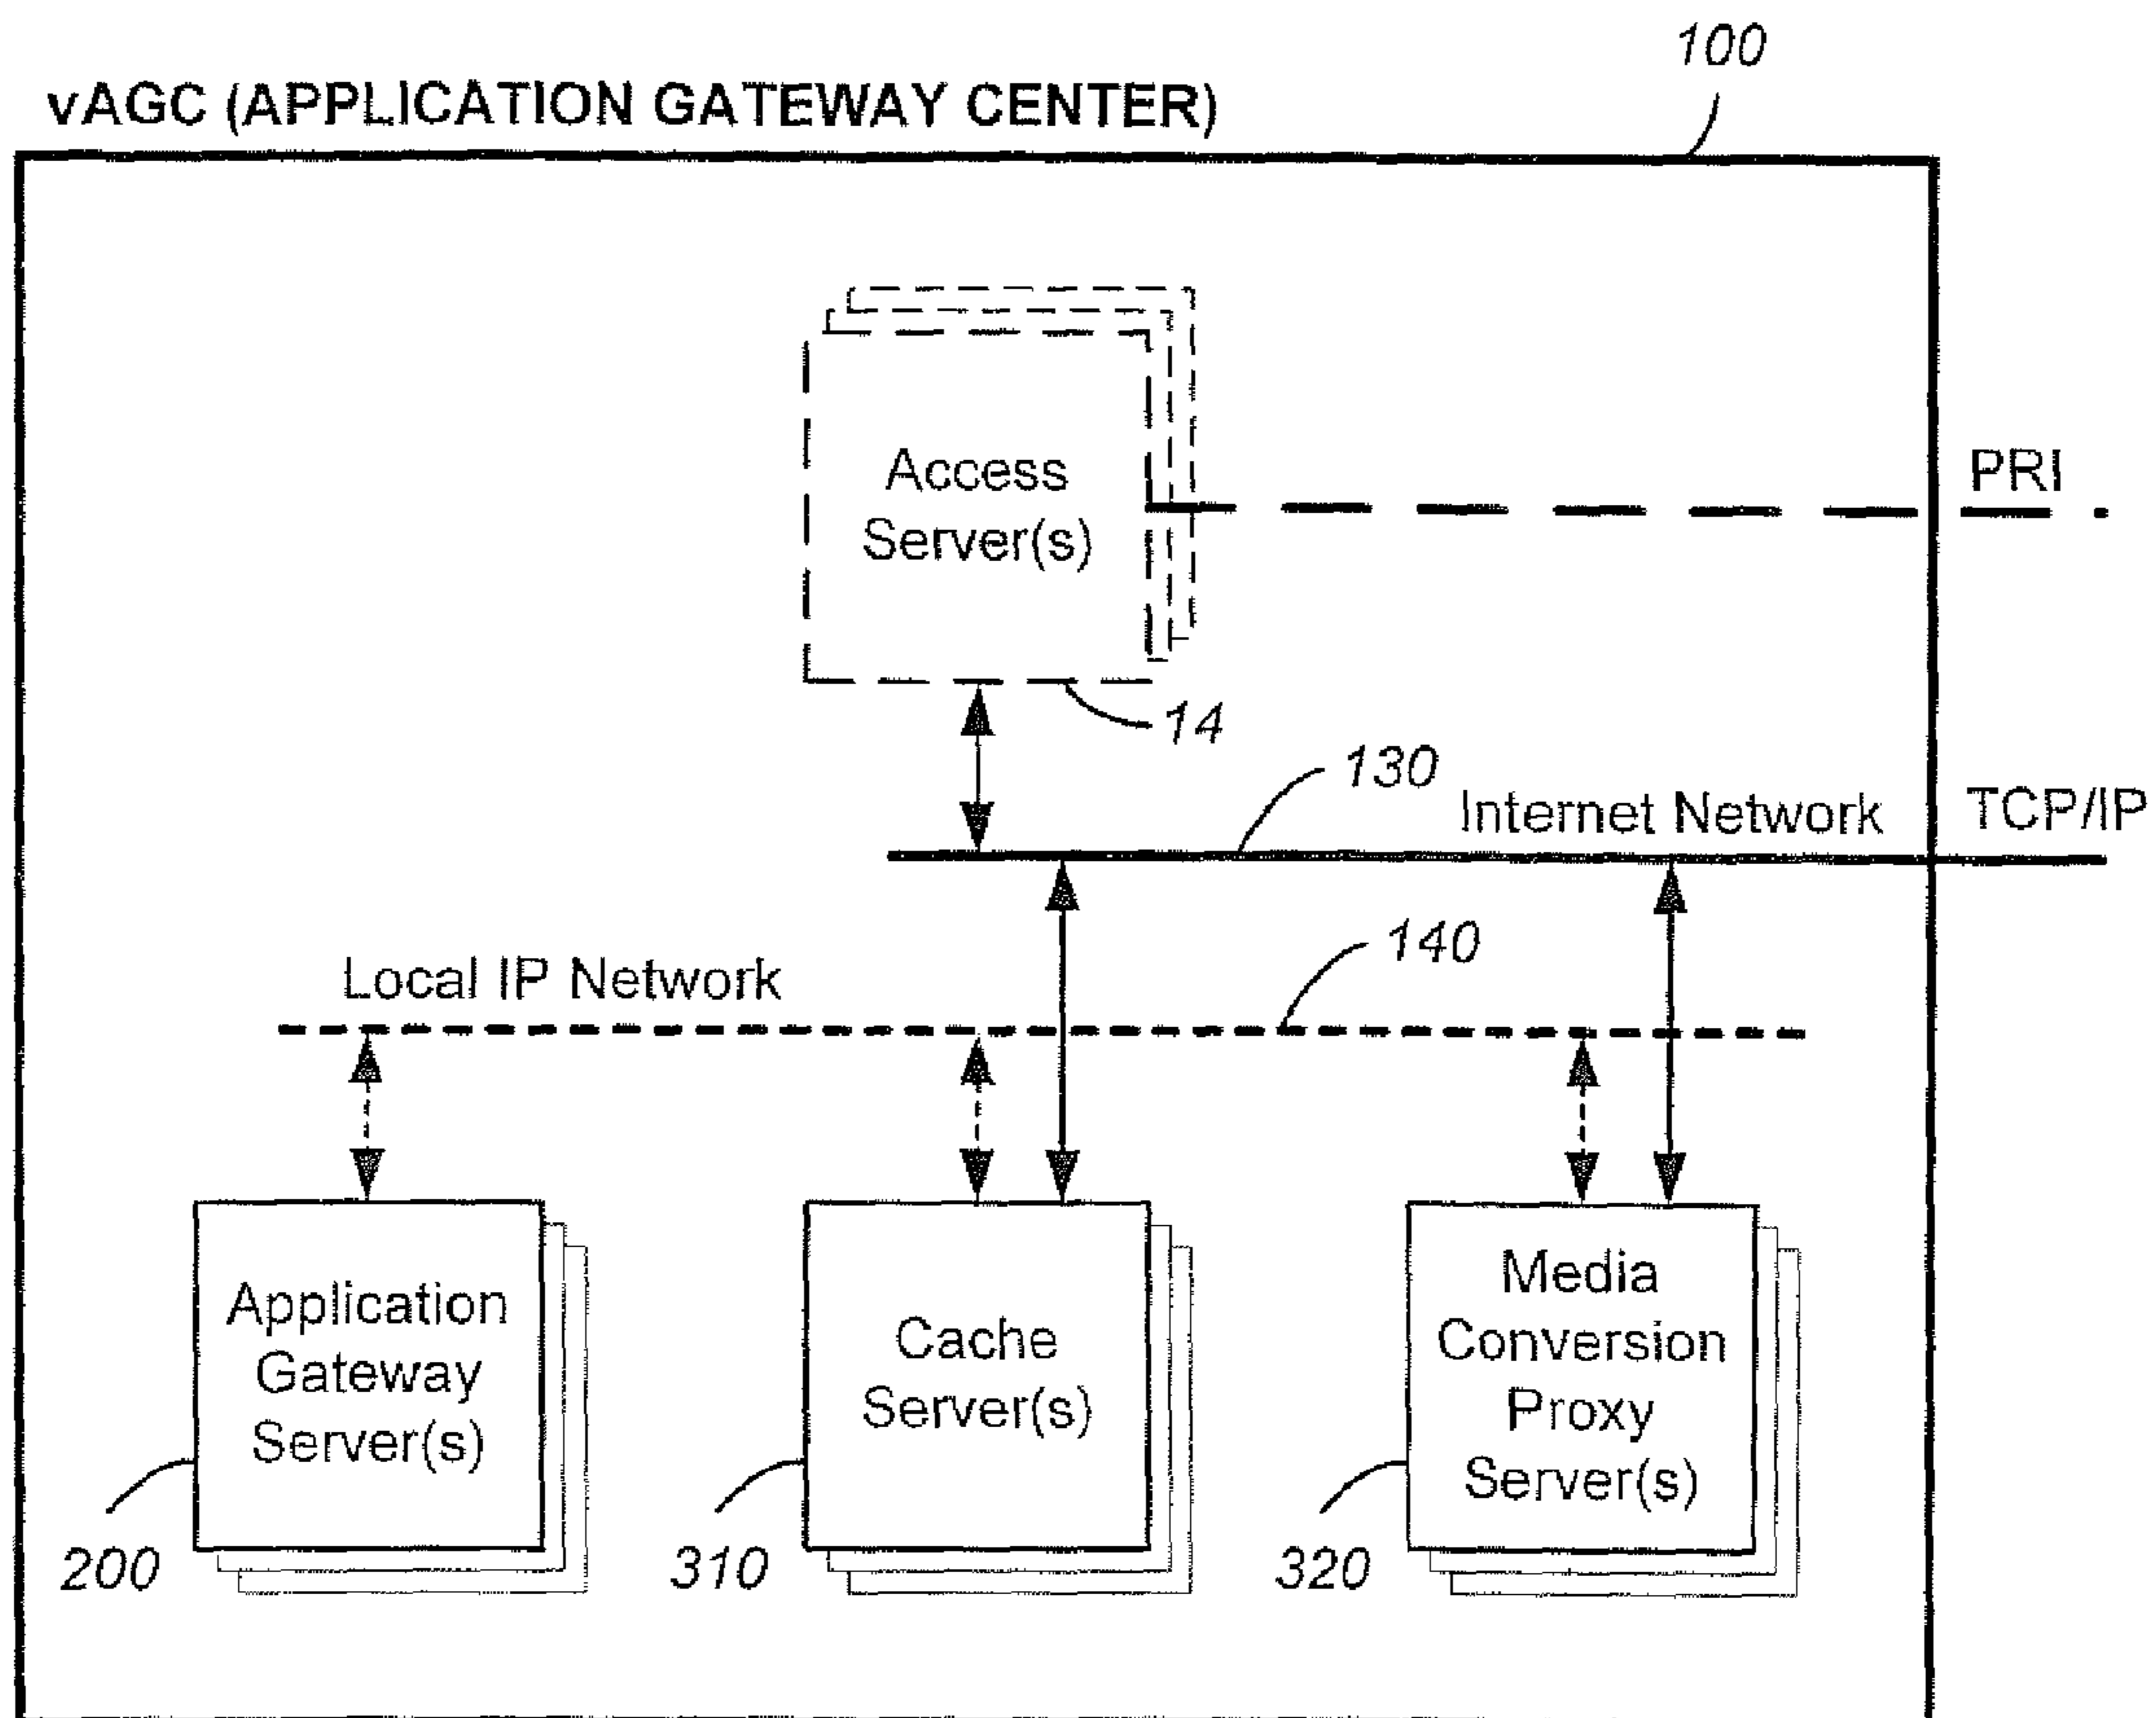 100
vAGC (APPLICATION GATEWAY CENTER)
Access
Server(s)
PRI
14
130
Internet Network
TCP/IP
140
Local IP Network
Application
Gateway
Server(s)
Cache
Server(s)
Media
Conversion
Proxy
Server(s)
200
310
320